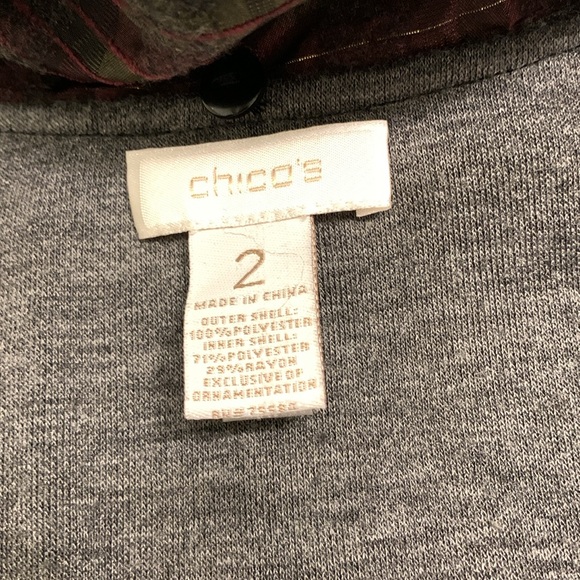 chico's
2
MADE IN CHINA
OUTER SHELL:
100%POLYESTER
INNER SHELL:
71%POLYESTER
29%RAYON
EXCLUSIVE OF
ORNAMENTATION